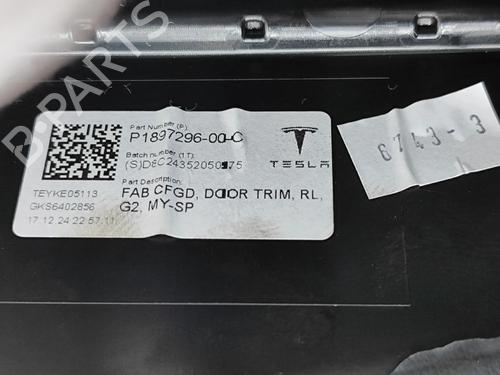 Part Number (P):
P1897296-00-C
Batch number (1T):
TESLA
TEYKE05113
GKS6402856
17.12.24 22:57:11
Part Description:
FAB CFGD, DOOR TRIM, RL,
G2, MY-SP
6743-3
B-PARTS